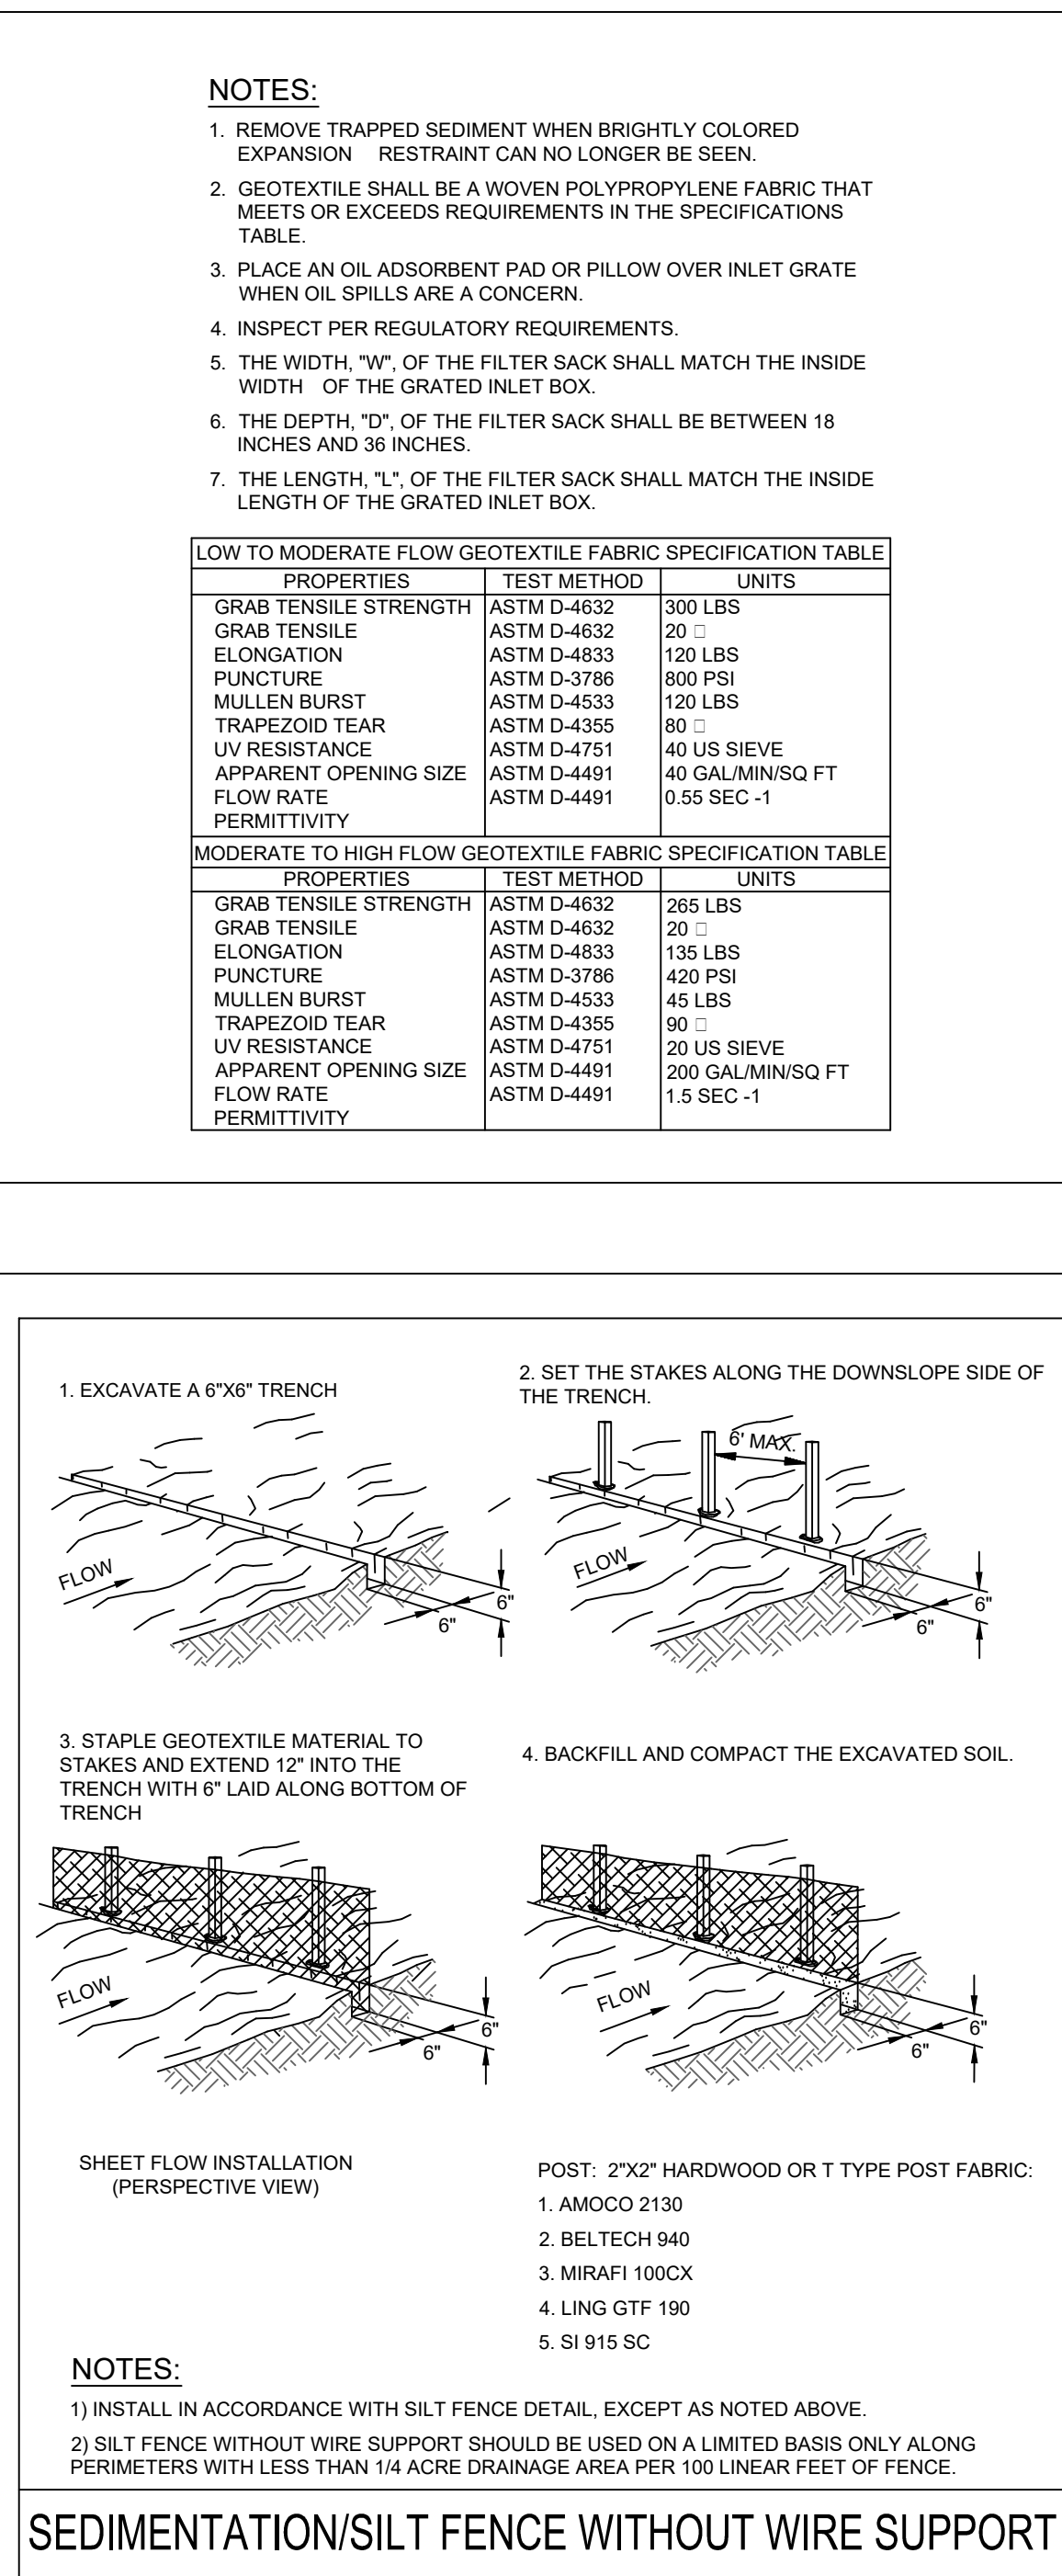 NOTES:
1. REMOVE TRAPPED SEDIMENT WHEN BRIGHTLY COLORED
EXPANSION RESTRAINT CAN NO LONGER BE SEEN.
2. GEOTEXTILE SHALL BE A WOVEN POLYPROPYLENE FABRIC THAT
MEETS OR EXCEEDS REQUIREMENTS IN THE SPECIFICATIONS
TABLE.
3. PLACE AN OIL ADSORBENT PAD OR PILLOW OVER INLET GRATE
WHEN OIL SPILLS ARE A CONCERN.
4. INSPECT PER REGULATORY REQUIREMENTS.
5. THE WIDTH, "W", OF THE FILTER SACK SHALL MATCH THE INSIDE
WIDTH OF THE GRATED INLET BOX.
6. THE DEPTH, "D", OF THE FILTER SACK SHALL BE BETWEEN 18
INCHES AND 36 INCHES.
7. THE LENGTH, "L", OF THE FILTER SACK SHALL MATCH THE INSIDE
LENGTH OF THE GRATED INLET BOX.
LOW TO MODERATE FLOW GEOTEXTILE FABRIC SPECIFICATION TABLE
PROPERTIES TEST METHOD UNITS
GRAB TENSILE STRENGTH ASTM D-4632 300 LBS
GRAB TENSILE ASTM D-4632 20 □
ELONGATION ASTM D-4833 120 LBS
PUNCTURE ASTM D-3786 800 PSI
MULLEN BURST ASTM D-4533 120 LBS
TRAPEZOID TEAR ASTM D-4355 80 □
UV RESISTANCE ASTM D-4751 40 US SIEVE
APPARENT OPENING SIZE ASTM D-4491 40 GAL/MIN/SQ FT
FLOW RATE ASTM D-4491 0.55 SEC -1
PERMITTIVITY
MODERATE TO HIGH FLOW GEOTEXTILE FABRIC SPECIFICATION TABLE
PROPERTIES TEST METHOD UNITS
GRAB TENSILE STRENGTH ASTM D-4632 265 LBS
GRAB TENSILE ASTM D-4632 20 □
ELONGATION ASTM D-4833 135 LBS
PUNCTURE ASTM D-3786 420 PSI
MULLEN BURST ASTM D-4533 45 LBS
TRAPEZOID TEAR ASTM D-4355 90 □
UV RESISTANCE ASTM D-4751 20 US SIEVE
APPARENT OPENING SIZE ASTM D-4491 200 GAL/MIN/SQ FT
FLOW RATE ASTM D-4491 1.5 SEC -1
PERMITTIVITY
1. EXCAVATE A 6"X6" TRENCH
FLOW
6"
6"
2. SET THE STAKES ALONG THE DOWNSLOPE SIDE OF
THE TRENCH.
6' MAX.
FLOW
6"
6"
3. STAPLE GEOTEXTILE MATERIAL TO
STAKES AND EXTEND 12" INTO THE
TRENCH WITH 6" LAID ALONG BOTTOM OF
TRENCH
FLOW
6"
6"
4. BACKFILL AND COMPACT THE EXCAVATED SOIL.
FLOW
6"
6"
SHEET FLOW INSTALLATION
(PERSPECTIVE VIEW)
POST: 2"X2" HARDWOOD OR T TYPE POST FABRIC:
1. AMOCO 2130
2. BELTECH 940
3. MIRAFI 100CX
4. LING GTF 190
5. SI 915 SC
NOTES:
1) INSTALL IN ACCORDANCE WITH SILT FENCE DETAIL, EXCEPT AS NOTED ABOVE.
2) SILT FENCE WITHOUT WIRE SUPPORT SHOULD BE USED ON A LIMITED BASIS ONLY ALONG
PERIMETERS WITH LESS THAN 1/4 ACRE DRAINAGE AREA PER 100 LINEAR FEET OF FENCE.
SEDIMENTATION/SILT FENCE WITHOUT WIRE SUPPORT